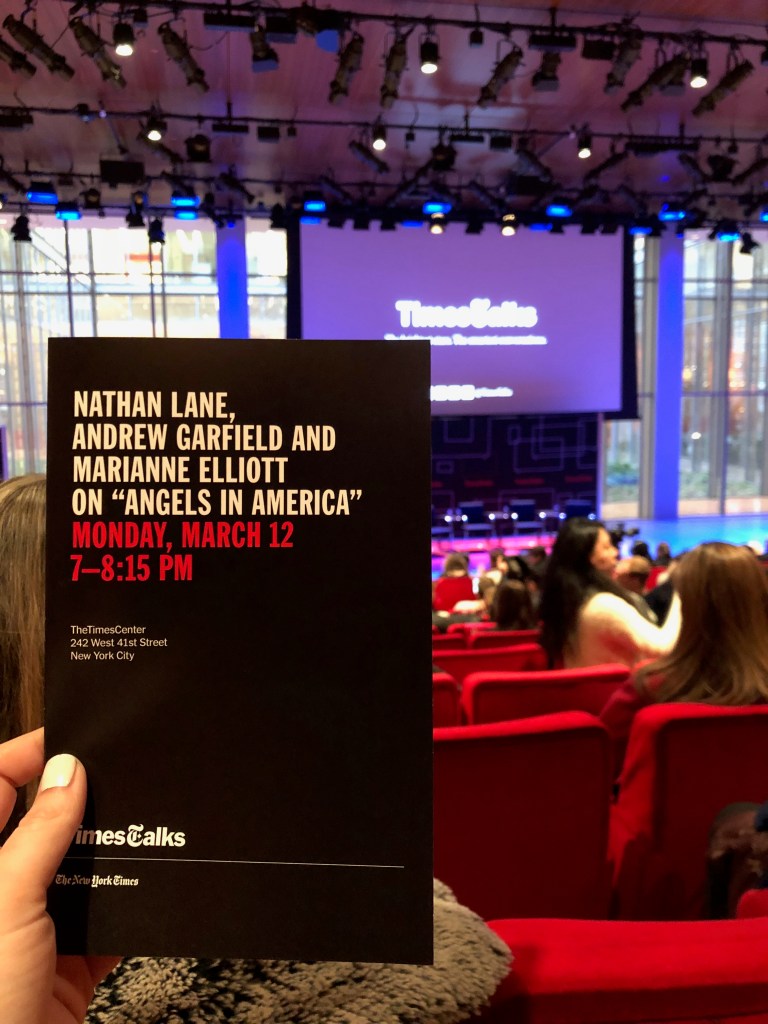 TimesTalks
NATHAN LANE,
ANDREW GARFIELD AND
MARIANNE ELLIOTT
ON “ANGELS IN AMERICA”
MONDAY, MARCH 12
7–8:15 PM
TheTimesCenter
242 West 41st Street
New York City
TimesTalks
The New York Times